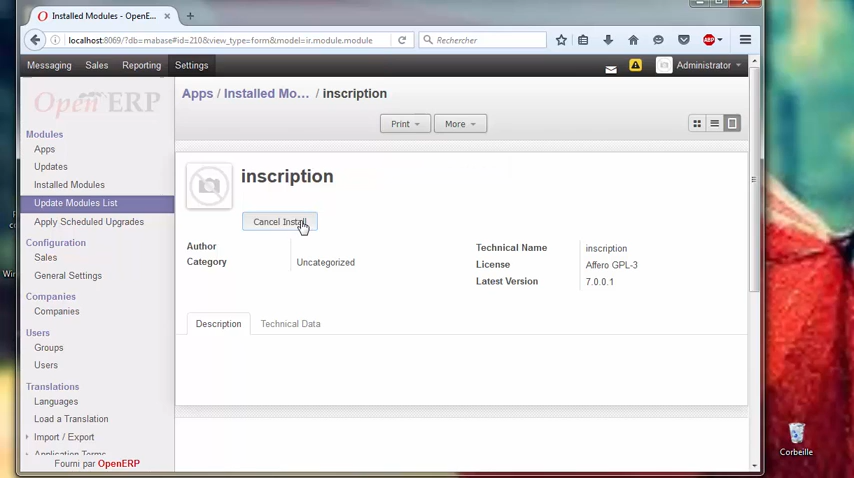 Installed Modules - OpenE...
localhost:8069/?db=mabase#id=210&view_type=form&model=ir.module.module
Rechercher
ABP
Messaging Sales Reporting Settings
Administrator
OpenERP
Apps / Installed Mo... / inscription
Print More
Modules
Apps
Updates
Installed Modules
Update Modules List
Apply Scheduled Upgrades
Configuration
Sales
General Settings
Companies
Companies
Users
Groups
Users
Translations
Languages
Load a Translation
Import / Export
Application Terms
Fourni par OpenERP
inscription
Cancel Install
Author
Category Uncategorized
Technical Name inscription
License Affero GPL-3
Latest Version 7.0.0.1
Description Technical Data
Corbeille